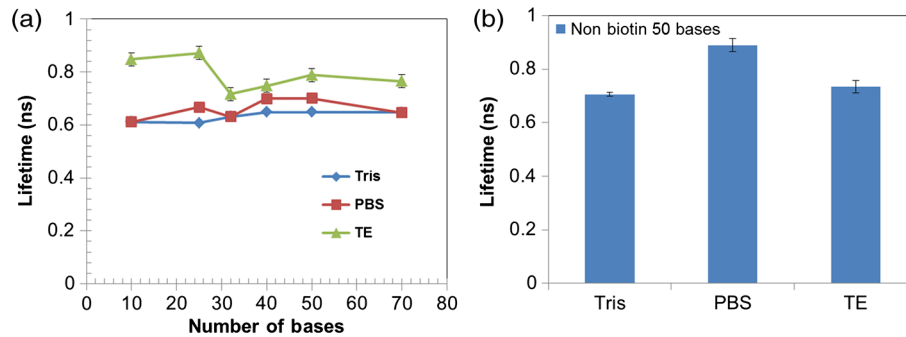 (a)
1
0.8
0.6
0.4
0.2
0
Lifetime (ns)
0 10 20 30 40 50 60 70 80
Number of bases
Tris
PBS
TE
(b)
1
0.8
0.6
0.4
0.2
0
Lifetime (ns)
Non biotin 50 bases
Tris PBS TE